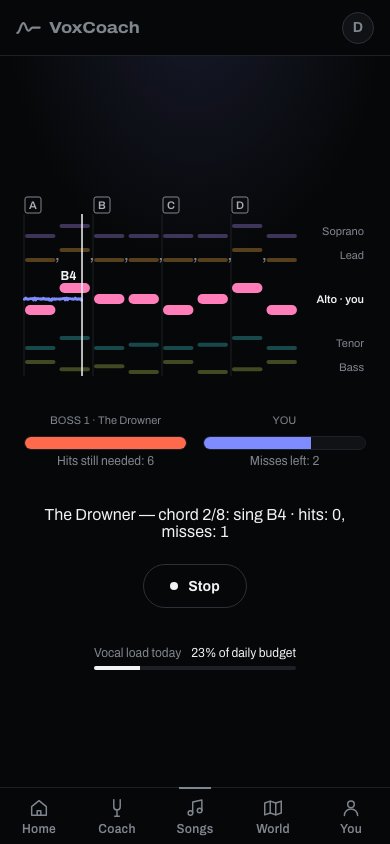 VoxCoach
D
A
B
C
D
Soprano
Lead
B4
Alto · you
Tenor
Bass
BOSS 1 · The Drowner
YOU
Hits still needed: 6
Misses left: 2
The Drowner — chord 2/8: sing B4 · hits: 0,
misses: 1
Stop
Vocal load today 23% of daily budget
Home
Coach
Songs
World
You